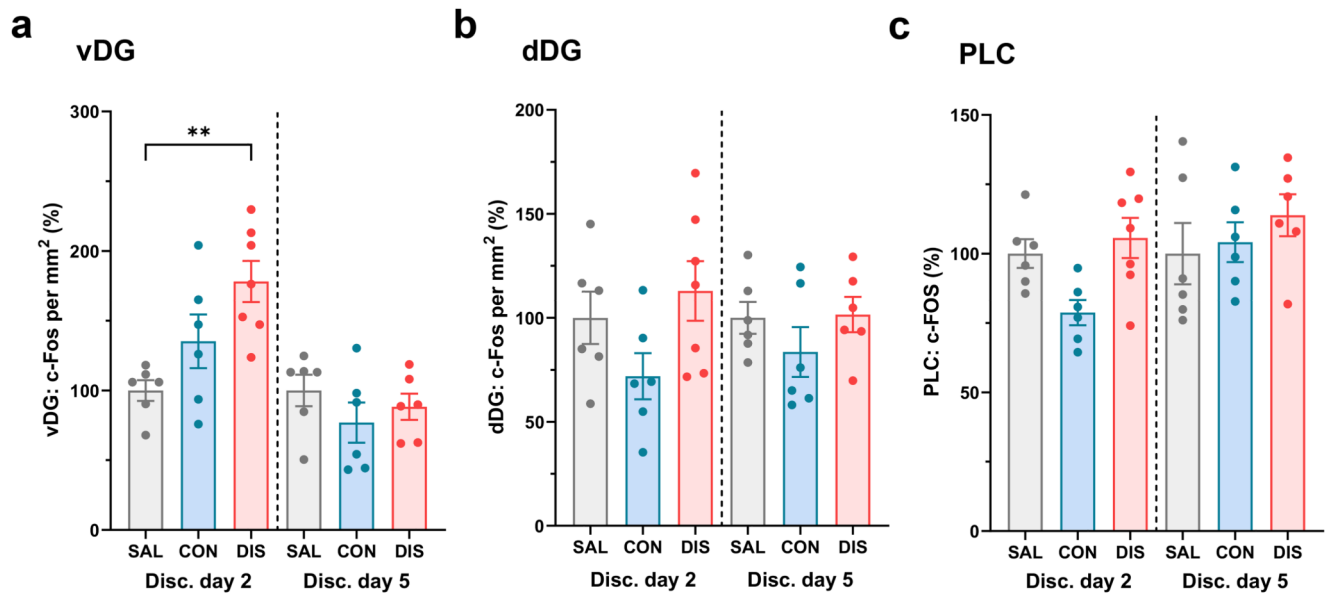 a
vDG
vDG: c-Fos per mm² (%)
300
200
100
0
**
SAL CON DIS SAL CON DIS
Disc. day 2 Disc. day 5
b
dDG
dDG: c-Fos per mm² (%)
200
150
100
50
0
SAL CON DIS SAL CON DIS
Disc. day 2 Disc. day 5
c
PLC
PLC: c-FOS (%)
150
100
50
0
SAL CON DIS SAL CON DIS
Disc. day 2 Disc. day 5